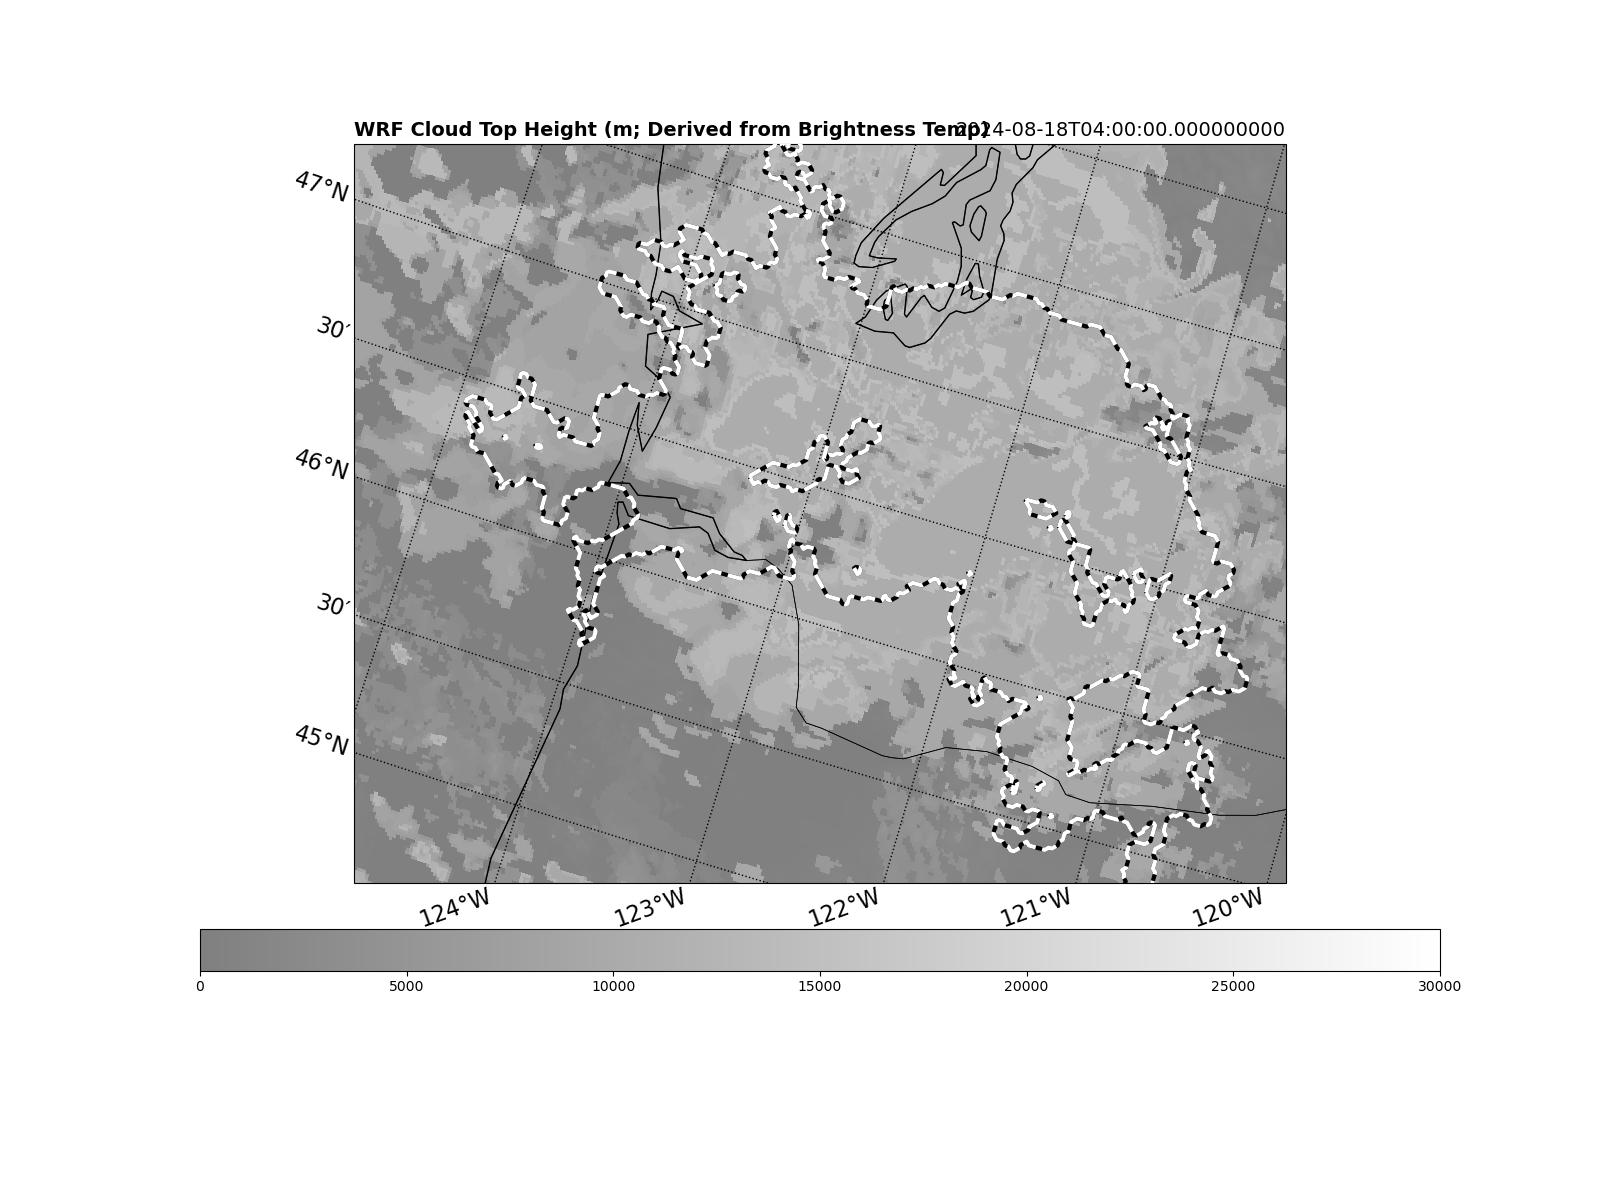 WRF Cloud Top Height (m; Derived from Brightness Temp)
2024-08-18T04:00:00.000000000
47°N
30′
46°N
30′
45°N
124°W 123°W 122°W 121°W 120°W
0 5000 10000 15000 20000 25000 30000